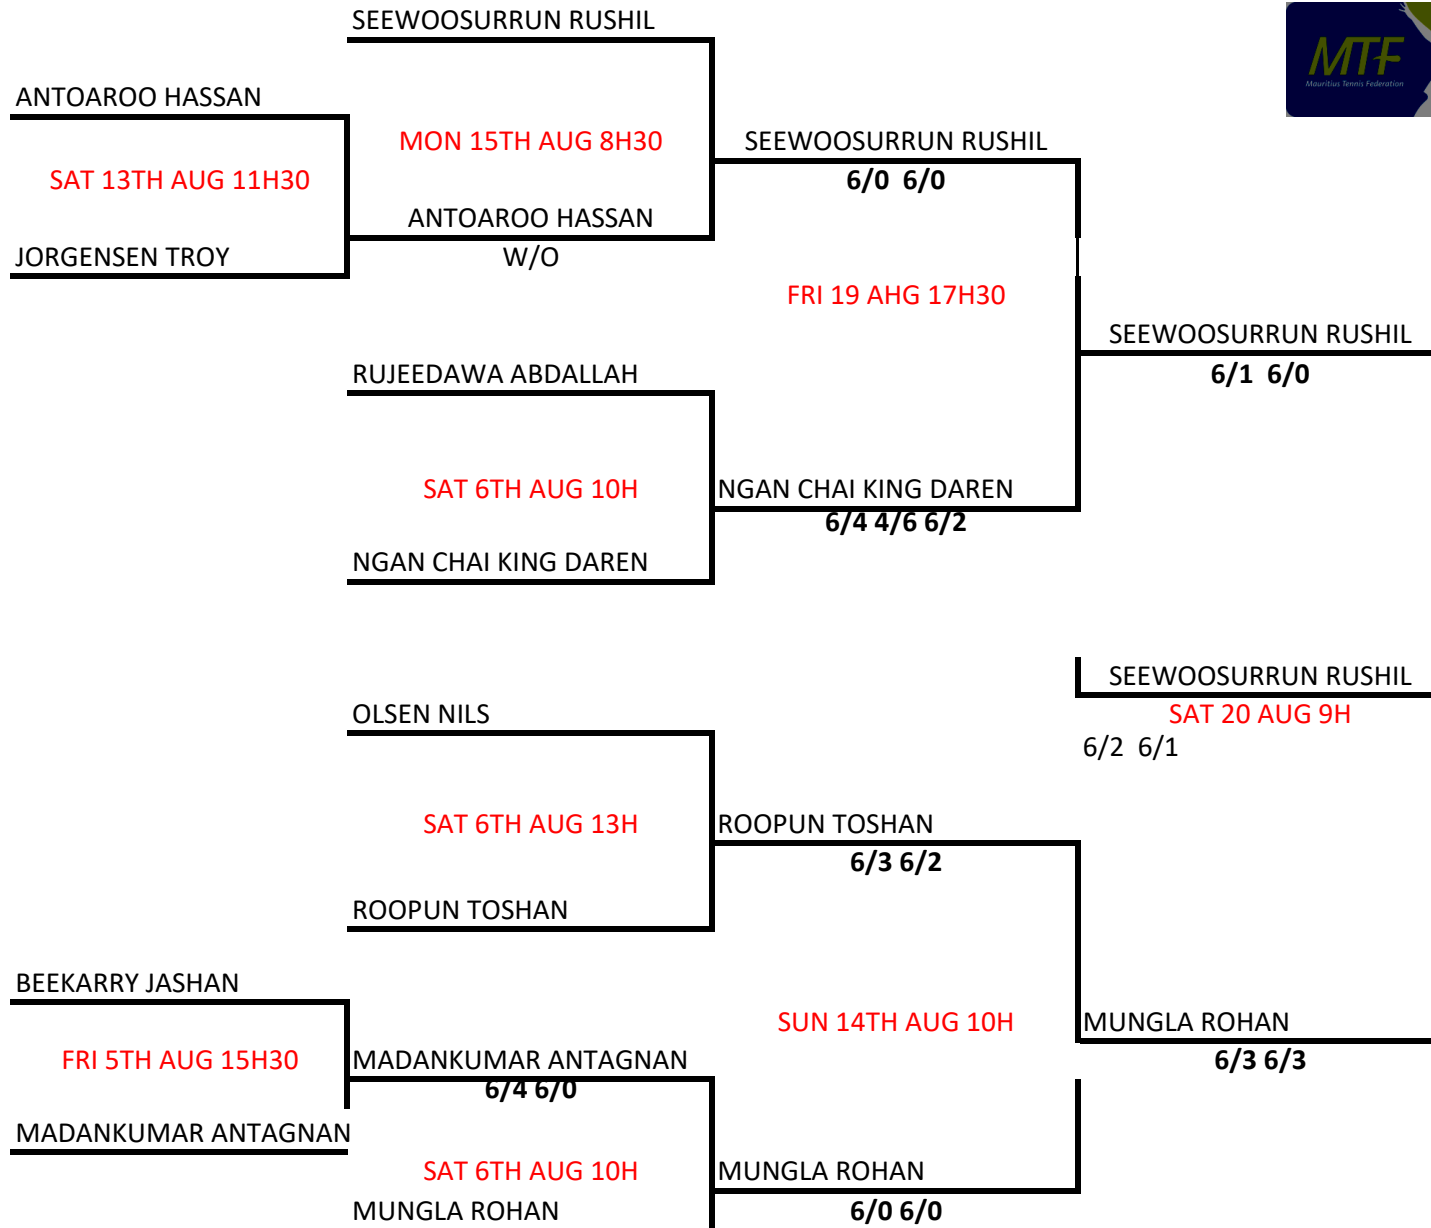 SEEWOOSURRUN RUSHIL
MTF
Mauritius Tennis Federation
ANTOAROO HASSAN
MON 15TH AUG 8H30
SEEWOOSURRUN RUSHIL
SAT 13TH AUG 11H30
6/0 6/0
ANTOAROO HASSAN
JORGENSEN TROY
W/O
FRI 19 AHG 17H30
SEEWOOSURRUN RUSHIL
RUJEEDAWA ABDALLAH
6/1 6/0
SAT 6TH AUG 10H
NGAN CHAI KING DAREN
6/4 4/6 6/2
NGAN CHAI KING DAREN
SEEWOOSURRUN RUSHIL
OLSEN NILS
SAT 20 AUG 9H
6/2 6/1
SAT 6TH AUG 13H
ROOPUN TOSHAN
6/3 6/2
ROOPUN TOSHAN
BEEKARRY JASHAN
SUN 14TH AUG 10H
MUNGLA ROHAN
FRI 5TH AUG 15H30
MADANKUMAR ANTAGNAN
6/3 6/3
6/4 6/0
MADANKUMAR ANTAGNAN
SAT 6TH AUG 10H
MUNGLA ROHAN
MUNGLA ROHAN
6/0 6/0